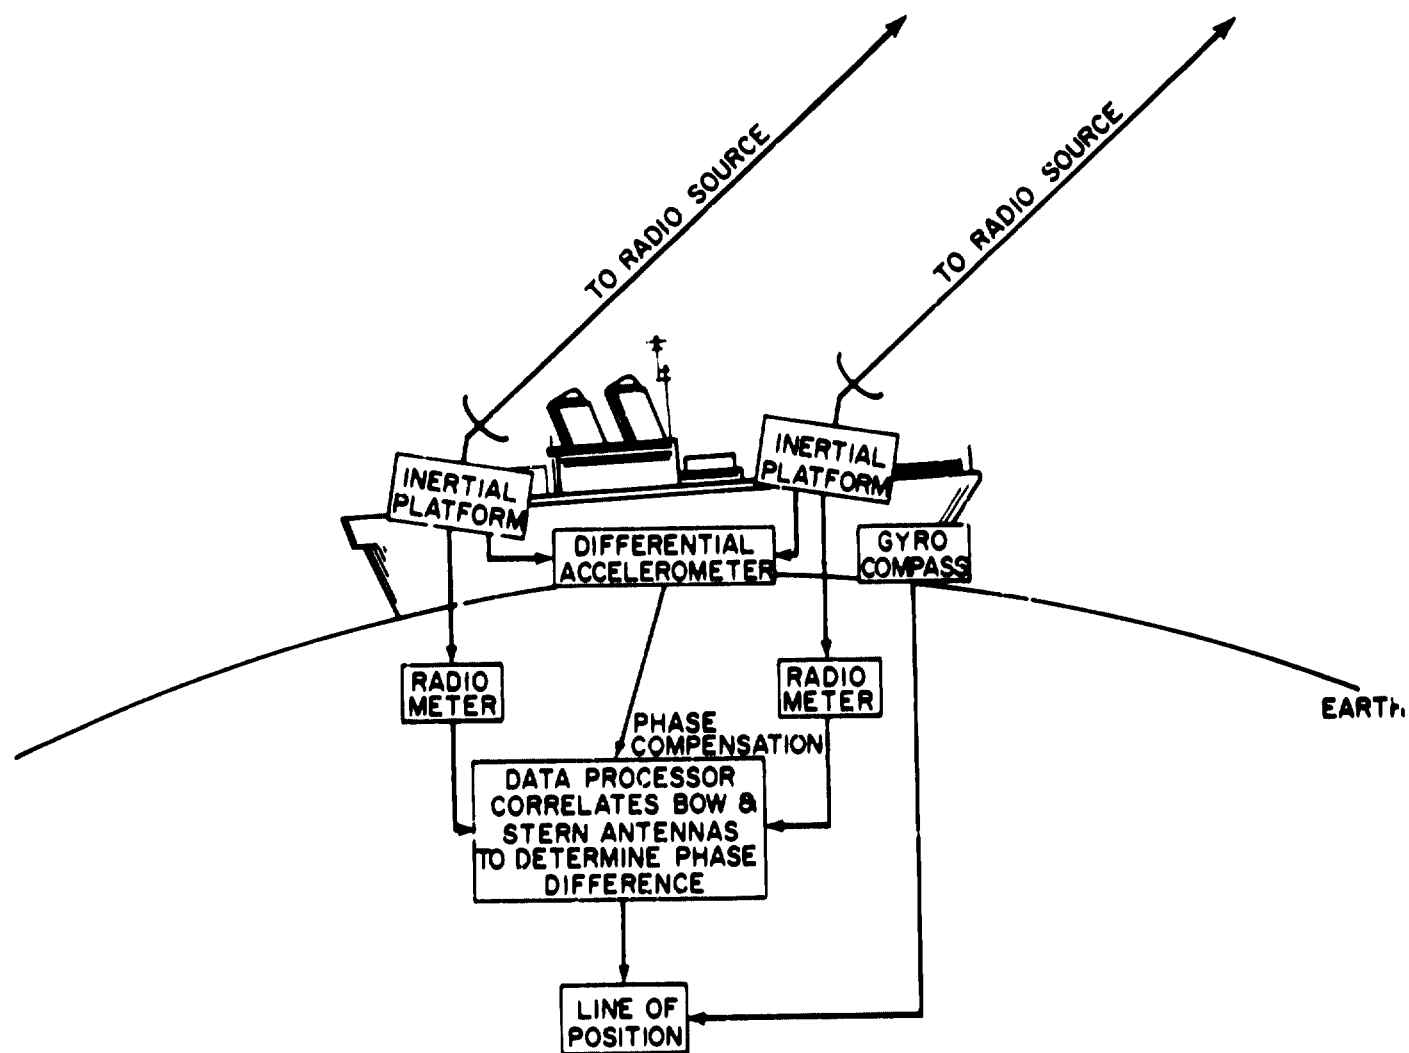 TO RADIO SOURCE
TO RADIO SOURCE
INERTIAL
PLATFORM
INERTIAL
PLATFORM
DIFFERENTIAL
ACCELEROMETER
GYRO
COMPASS
RADIO
METER
RADIO
METER
EARTH
PHASE
COMPENSATION
DATA PROCESSOR
CORRELATES BOW &
STERN ANTENNAS
TO DETERMINE PHASE
DIFFERENCE
LINE OF
POSITION